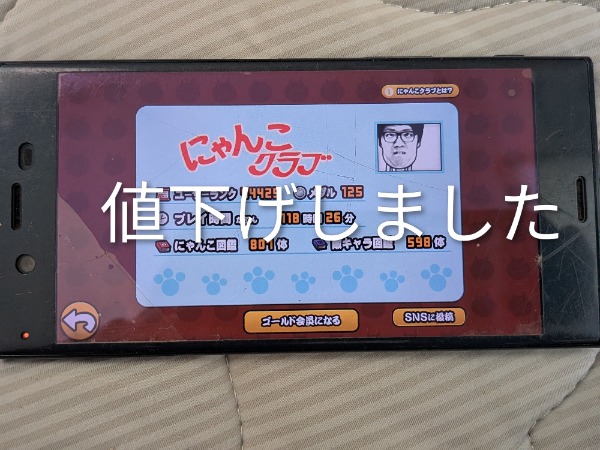 にゃんこクラブとは?
にゃんこ
クラブ
値下げしました
ユーザーランク メダル 125
プレイ時間 118 時間 26 分
にゃんこ図鑑 801 体 敵キャラ図鑑 598 体
ゴールド会員になる
SNSに投稿